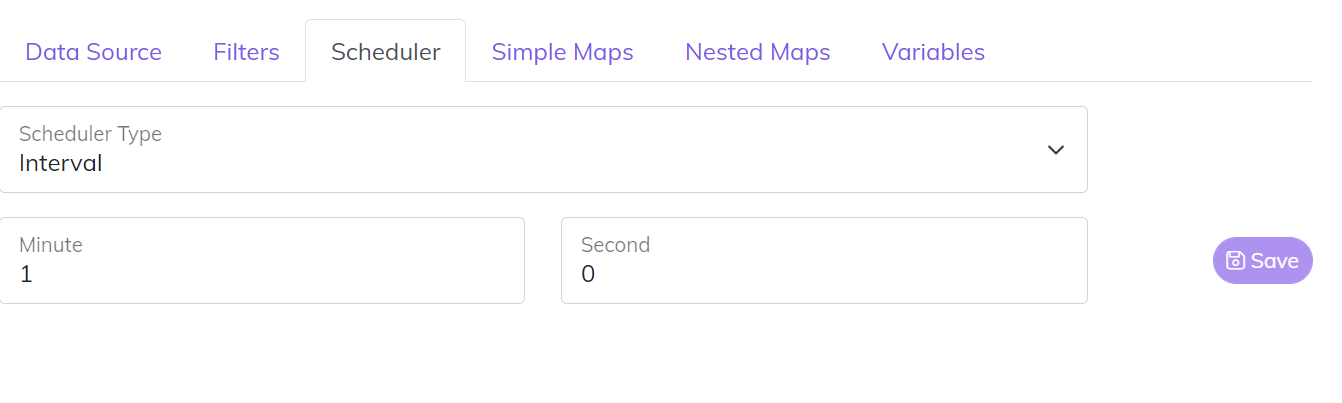 Data Source Filters Scheduler Simple Maps Nested Maps Variables
Scheduler Type
Interval
Minute
1
Second
0
Save